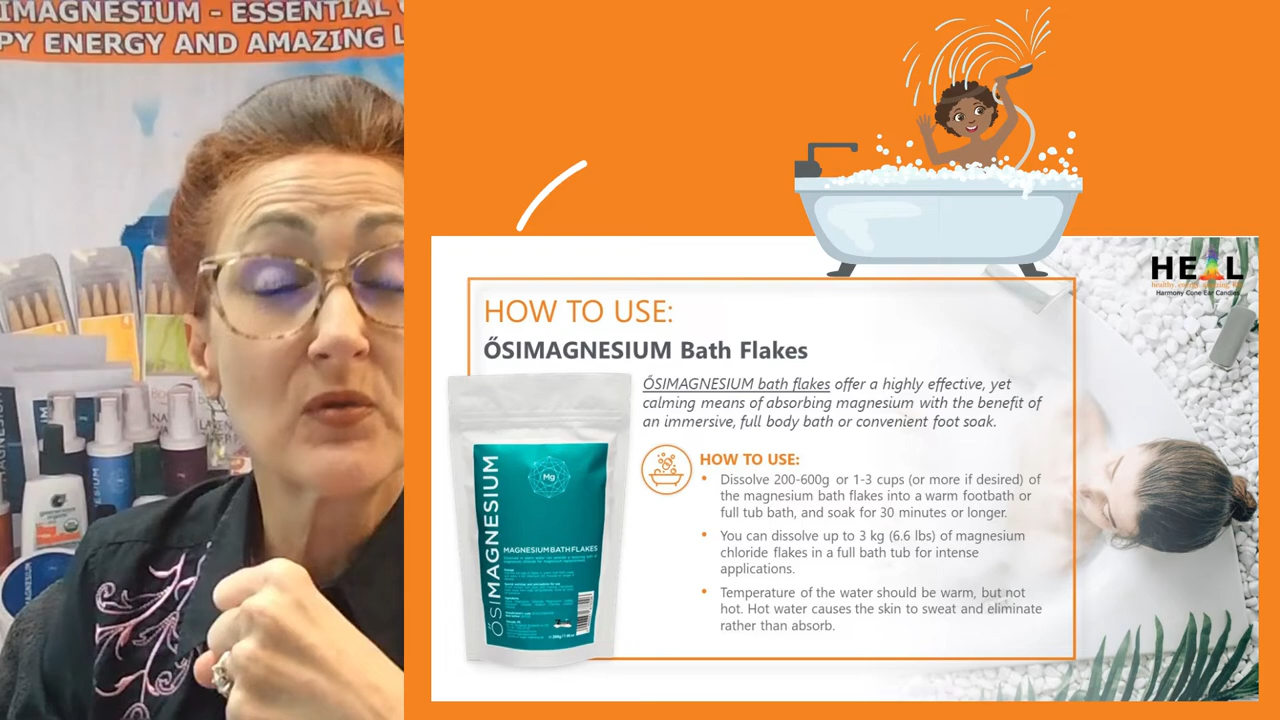 IMAGNESIUM - ESSENTIAL
PY ENERGY AND AMAZING L
HEAL
Harmony Cone Ear Candles
HOW TO USE:
ŐSIMAGNESIUM Bath Flakes
ŐSIMAGNESIUM bath flakes offer a highly effective, yet
calming means of absorbing magnesium with the benefit of
an immersive, full body bath or convenient foot soak.
HOW TO USE:
• Dissolve 200-600g or 1-3 cups (or more if desired) of
the magnesium bath flakes into a warm footbath or
full tub bath, and soak for 30 minutes or longer.
• You can dissolve up to 3 kg (6.6 lbs) of magnesium
chloride flakes in a full bath tub for intense
applications.
• Temperature of the water should be warm, but not
hot. Hot water causes the skin to sweat and eliminate
rather than absorb.
ŐSIMAGNESIUM
Mg
MAGNESIUM BATH FLAKES